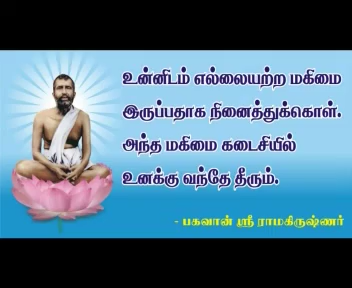 உன்னிடம் எல்லையற்ற மகிமை
இருப்பதாக நினைத்துக்கொள்.
அந்த மகிமை கடைசியில்
உனக்கு வந்தே தீரும்.
- பகவான் ஸ்ரீ ராமகிருஷ்ணர்